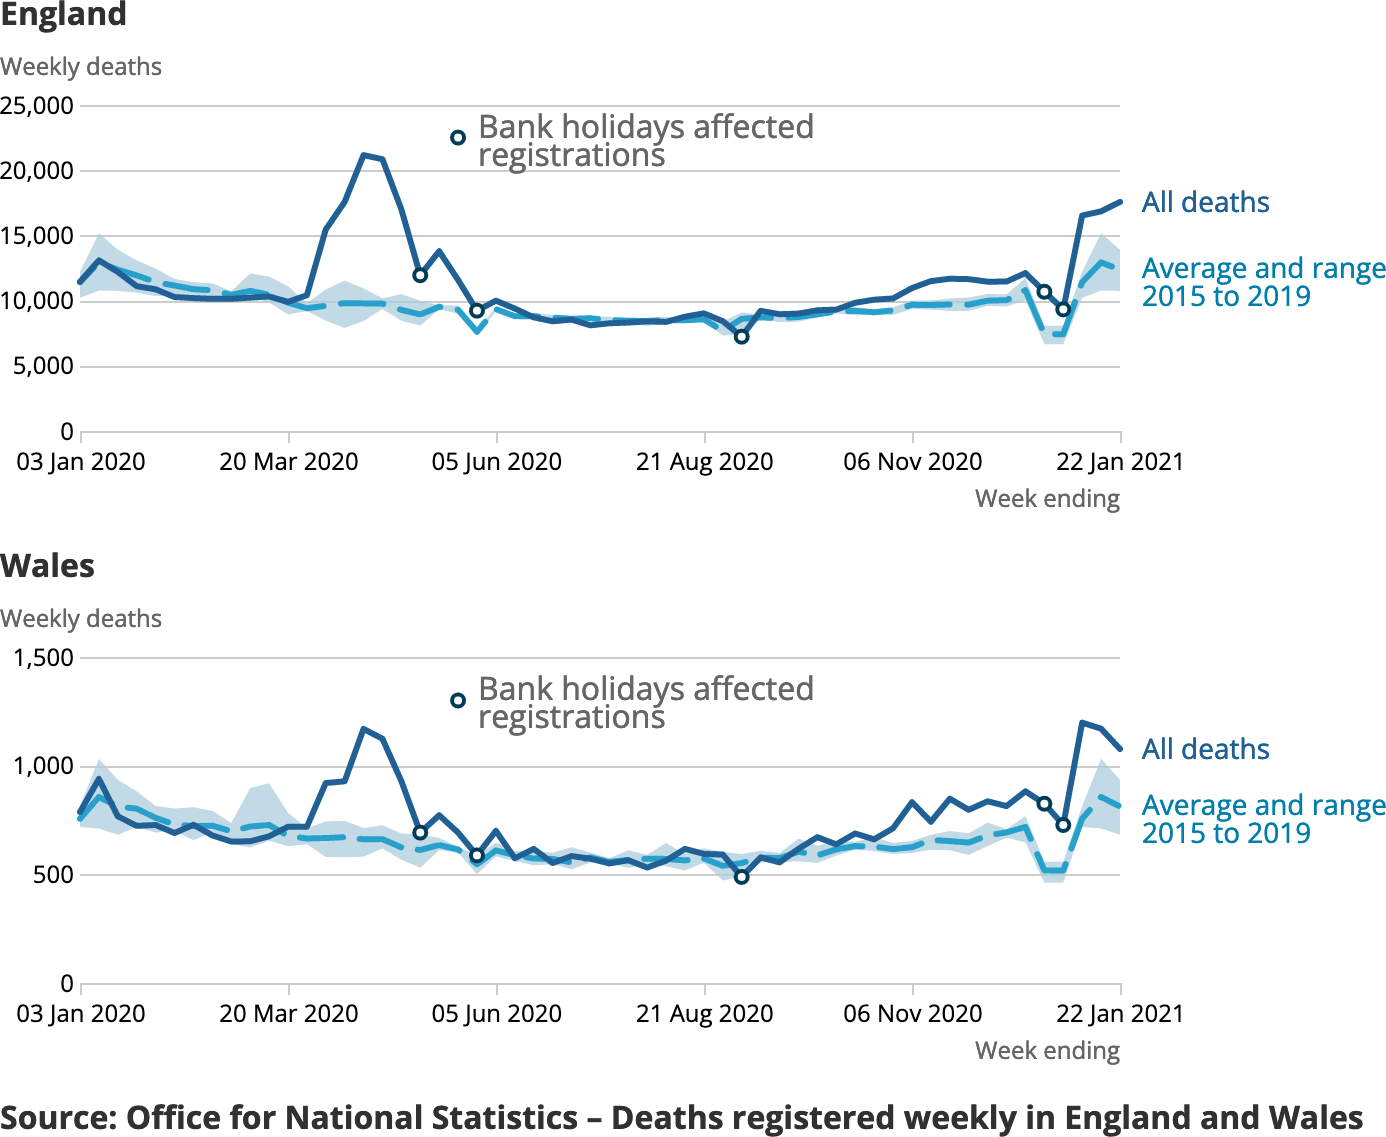 England
Weekly deaths
25,000
Bank holidays affected
registrations
20,000
All deaths
15,000
Average and range
2015 to 2019
10,000
5,000
0
03 Jan 2020 20 Mar 2020 05 Jun 2020 21 Aug 2020 06 Nov 2020 22 Jan 2021
Week ending
Wales
Weekly deaths
1,500
Bank holidays affected
registrations
All deaths
1,000
Average and range
2015 to 2019
500
0
03 Jan 2020 20 Mar 2020 05 Jun 2020 21 Aug 2020 06 Nov 2020 22 Jan 2021
Week ending
Source: Office for National Statistics – Deaths registered weekly in England and Wales